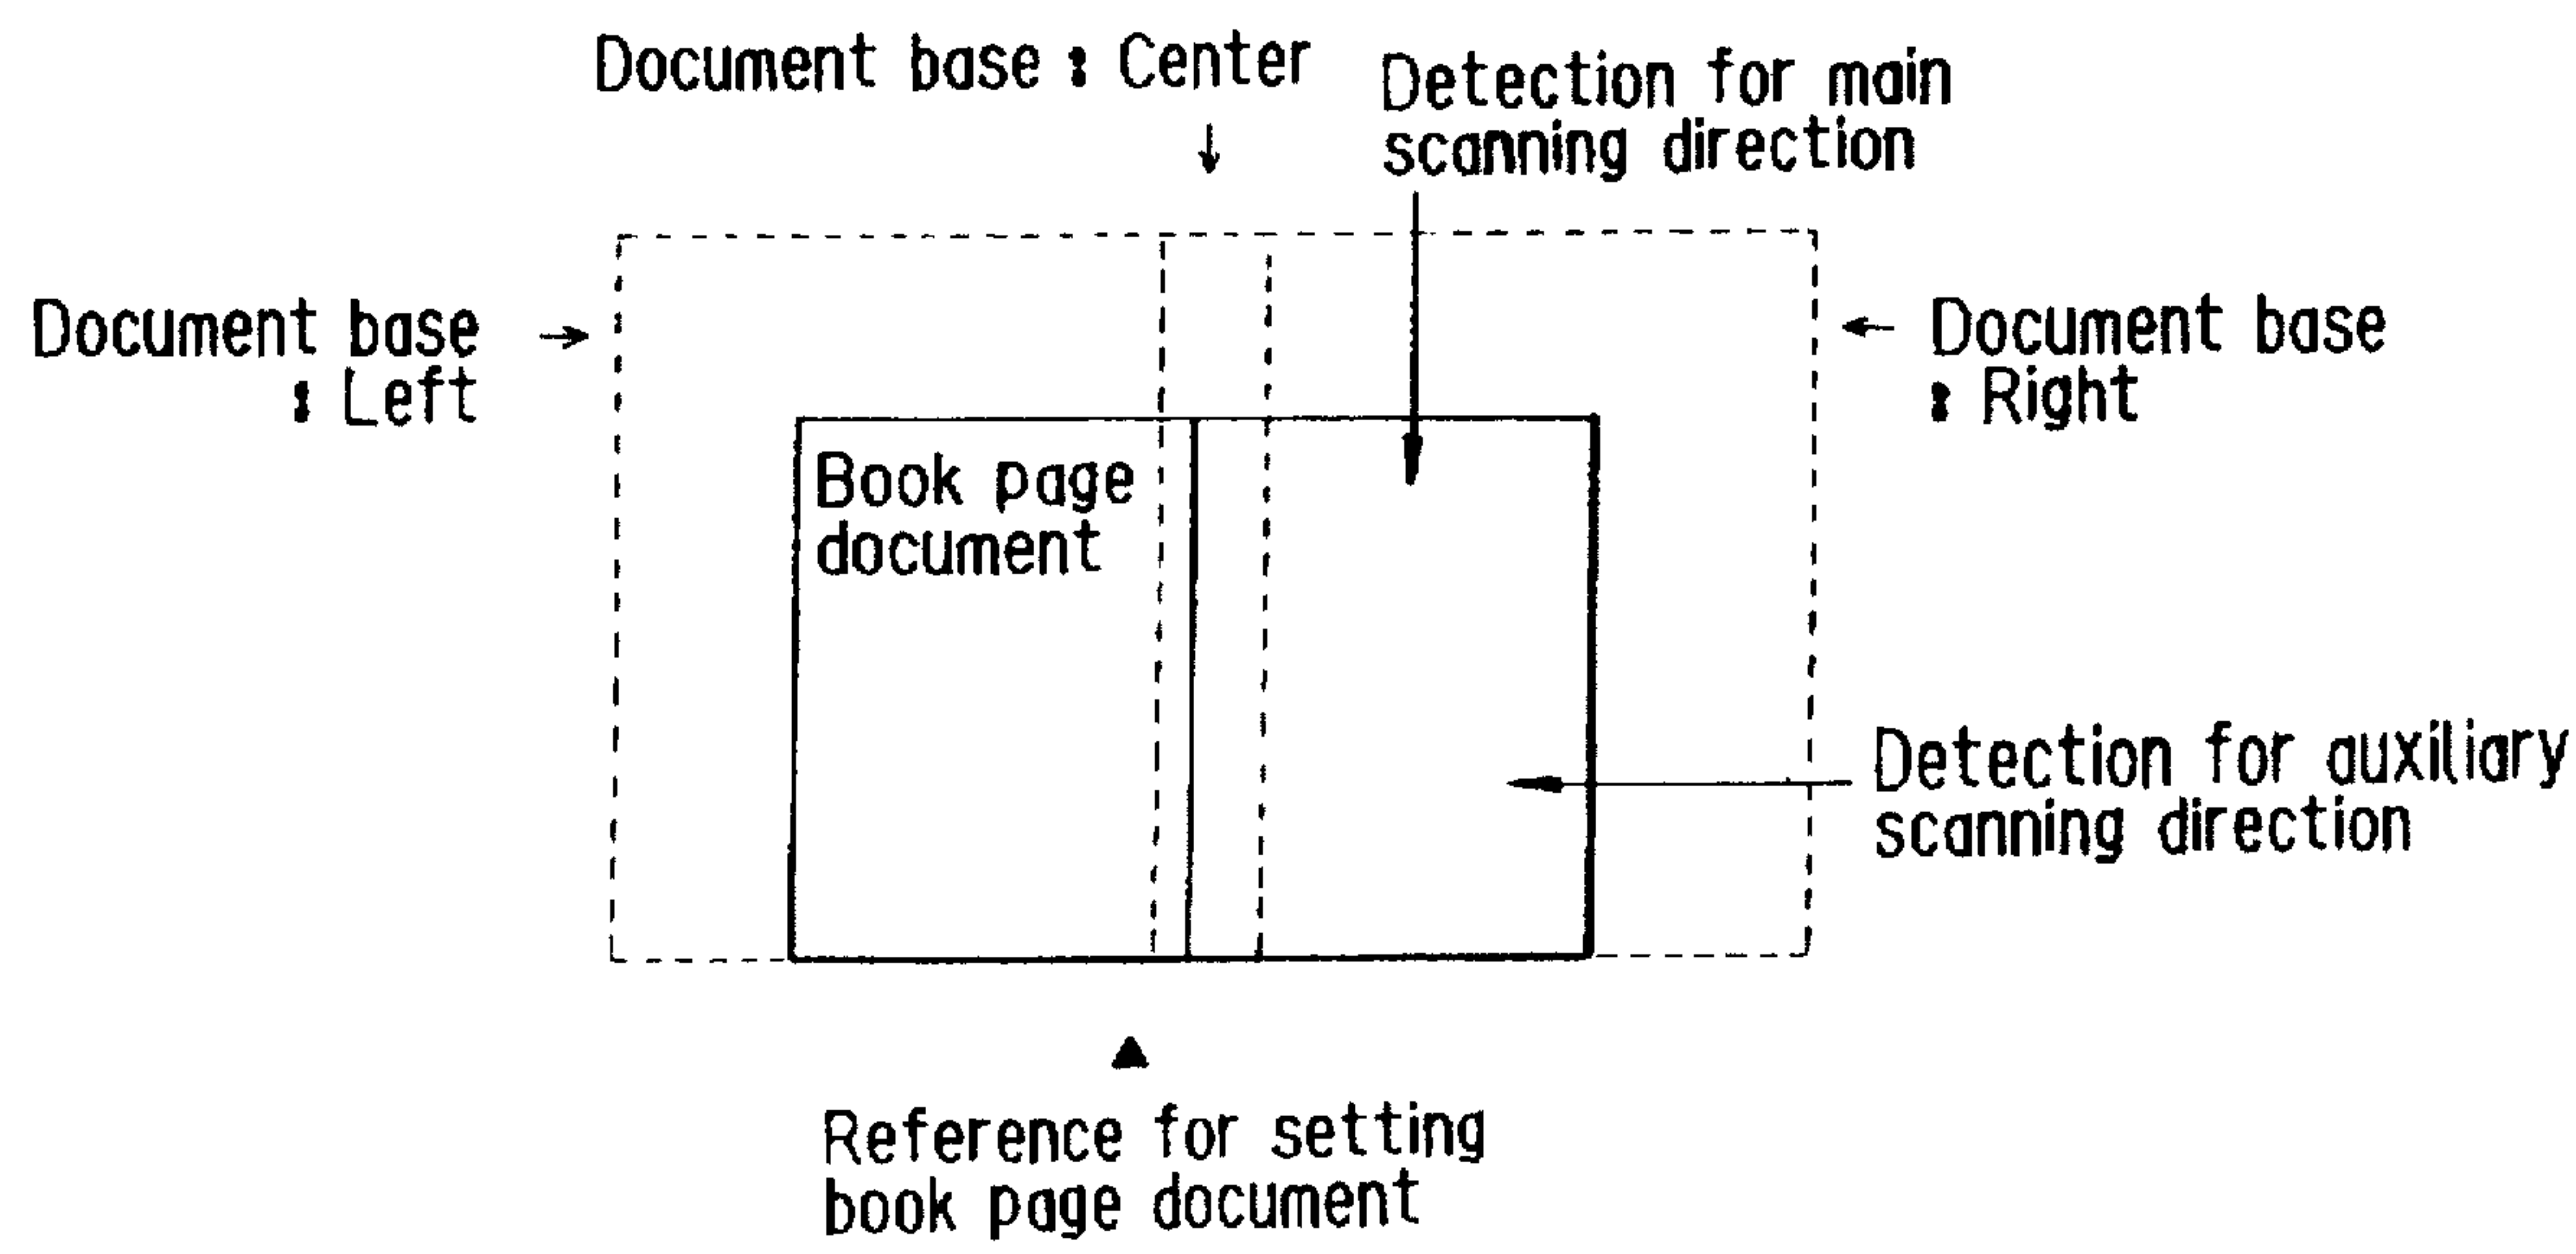 Document base : Center
Detection for main
scanning direction
Document base
: Left
Document base
: Right
Book page
document
Detection for auxiliary
scanning direction
Reference for setting
book page document